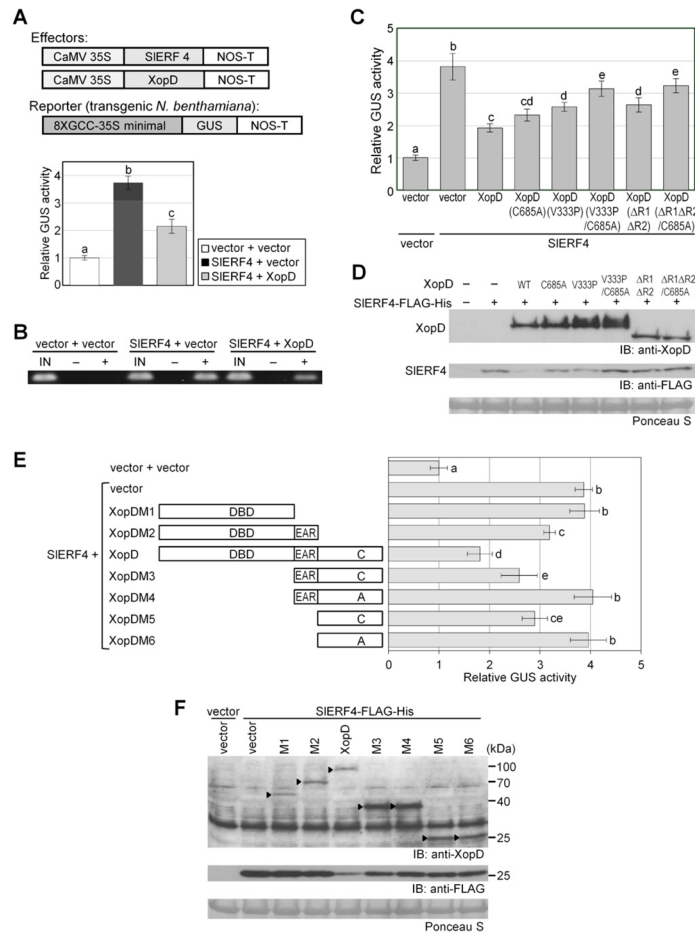 A
Effectors:
CaMV 35S SlERF 4 NOS-T
CaMV 35S XopD NOS-T
Reporter (transgenic N. benthamiana):
8XGCC-35S minimal GUS NOS-T
Relative GUS activity
4
3
2
1
0
a
b
c
vector + vector
SlERF4 + vector
SlERF4 + XopD
B
vector + vector SlERF4 + vector SlERF4 + XopD
IN – + IN – + IN – +
C
Relative GUS activity
5
4
3
2
1
0
a b c cd d e d e
vector vector XopD XopD (C685A) XopD (V333P) XopD (V333P /C685A) XopD (ΔR1 ΔR2) XopD (ΔR1ΔR2 /C685A)
vector SlERF4
D
XopD – – WT C685A V333P V333P /C685A ΔR1 ΔR2 ΔR1ΔR2 /C685A
SlERF4-FLAG-His – + + + + + + +
XopD
IB: anti-XopD
SlERF4
IB: anti-FLAG
Ponceau S
E
vector + vector a
SlERF4 +
vector b
XopDM1 DBD b
XopDM2 DBD EAR c
XopD DBD EAR C d
XopDM3 EAR C e
XopDM4 EAR A b
XopDM5 C ce
XopDM6 A b
0 1 2 3 4 5
Relative GUS activity
F
vector SlERF4-FLAG-His
vector vector M1 M2 XopD M3 M4 M5 M6 (kDa)
100
70
40
25
IB: anti-XopD
25
IB: anti-FLAG
Ponceau S